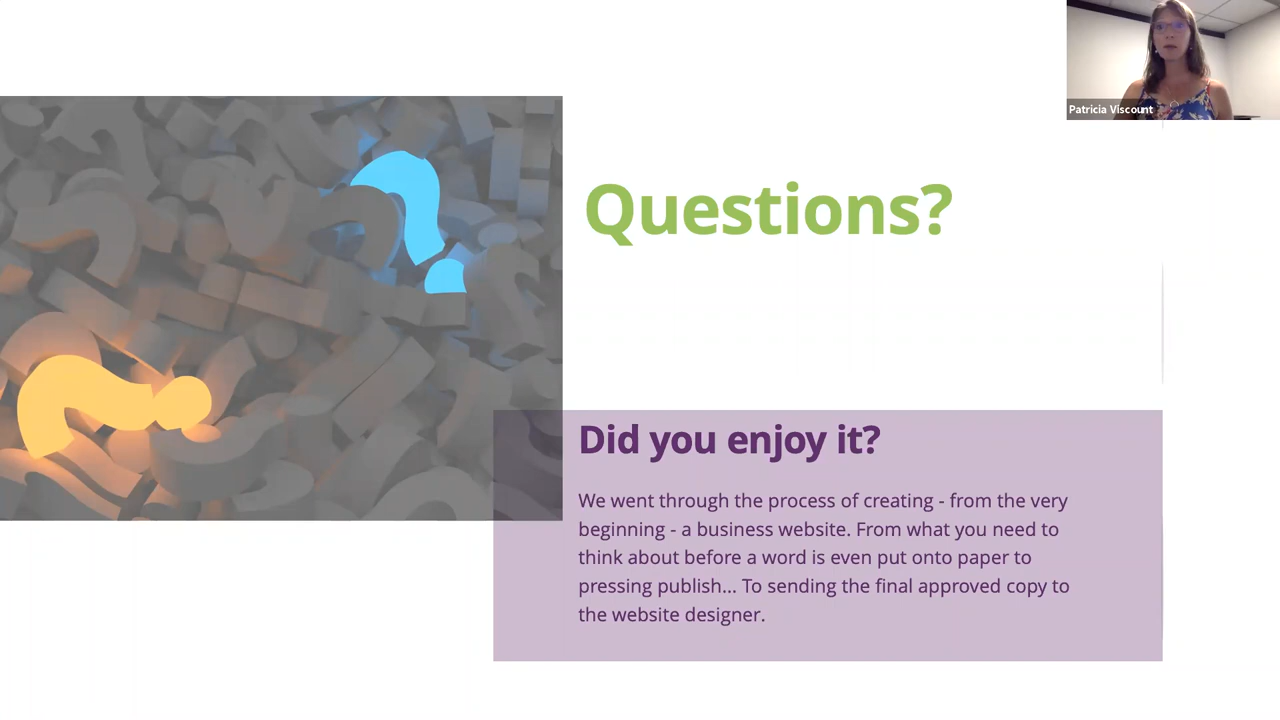 Patricia Viscount
Questions?
Did you enjoy it?
We went through the process of creating - from the very
beginning - a business website. From what you need to
think about before a word is even put onto paper to
pressing publish... To sending the final approved copy to
the website designer.